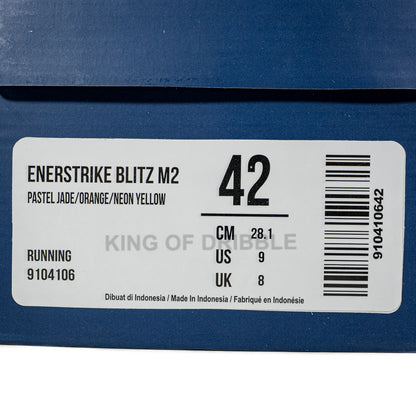 ENERSTRIKE BLITZ M2
PASTEL JADE/ORANGE/NEON YELLOW
42
CM 28.1
US 9
UK 8
KING OF DRIBBLE
RUNNING
9104106
Dibuat di Indonesia / Made In Indonesia / Fabriqué en Indonésie
910410642